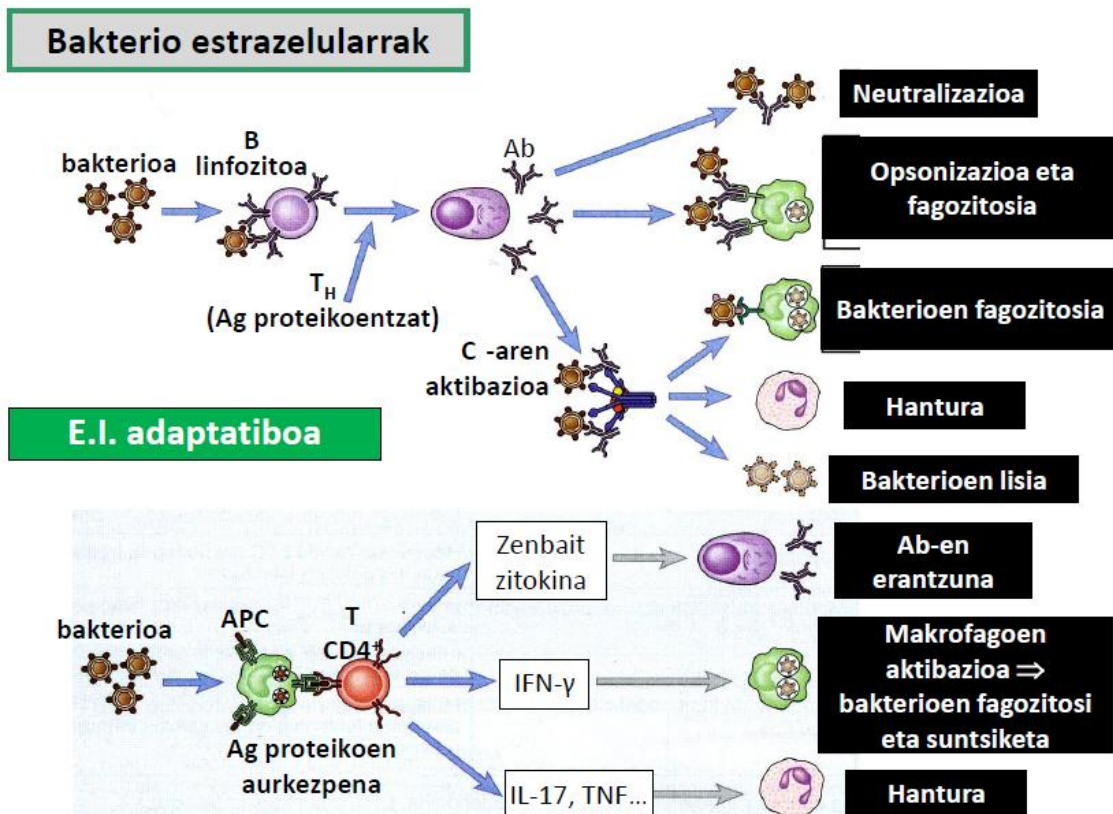 Bakterio estrazelularrak
bakterioa
B
linfozitoa
Ab
T_H
(Ag proteikoentzat)
C -aren
aktibazioa
Neutralizazioa
Opsonizazioa eta
fagozitosia
Bakterioen fagozitosia
Hantura
Bakterioen lisia
E.I. adaptatiboa
bakterioa
APC
T
CD4⁺
Ag proteikoen
aurkezpena
Zenbait
zitokina
Ab-en
erantzuna
IFN-γ
Makrofagoen
aktibazioa ⇒
bakterioen fagozitosi
eta suntsiketa
IL-17, TNF...
Hantura